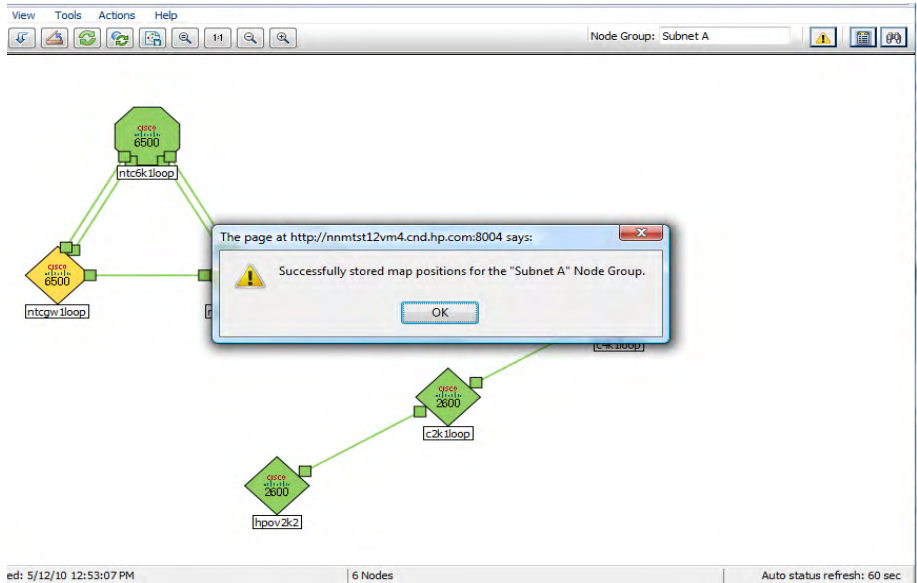 View Tools Actions Help
1:1
Node Group: Subnet A
cisco
6500
ntc6k1loop
The page at http://nnmtst12vm4.cnd.hp.com:8004 says:
Successfully stored map positions for the "Subnet A" Node Group.
OK
cisco
6500
ntcgw1loop
c4k1loop
cisco
2600
c2k1loop
cisco
2600
hpov2k2
ed: 5/12/10 12:53:07 PM
6 Nodes
Auto status refresh: 60 sec